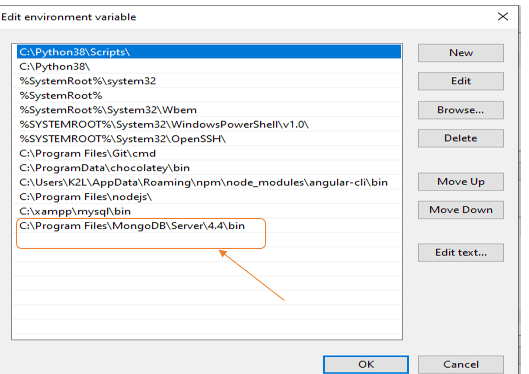 Edit environment variable
C:\Python38\Scripts\
C:\Python38\
%SystemRoot%\system32
%SystemRoot%
%SystemRoot%\System32\Wbem
%SYSTEMROOT%\System32\WindowsPowerShell\v1.0\
%SYSTEMROOT%\System32\OpenSSH\
C:\Program Files\Git\cmd
C:\ProgramData\chocolatey\bin
C:\Users\K2L\AppData\Roaming\npm\node_modules\angular-cli\bin
C:\Program Files\nodejs\
C:\xampp\mysql\bin
C:\Program Files\MongoDB\Server\4.4\bin
New
Edit
Browse...
Delete
Move Up
Move Down
Edit text...
OK
Cancel